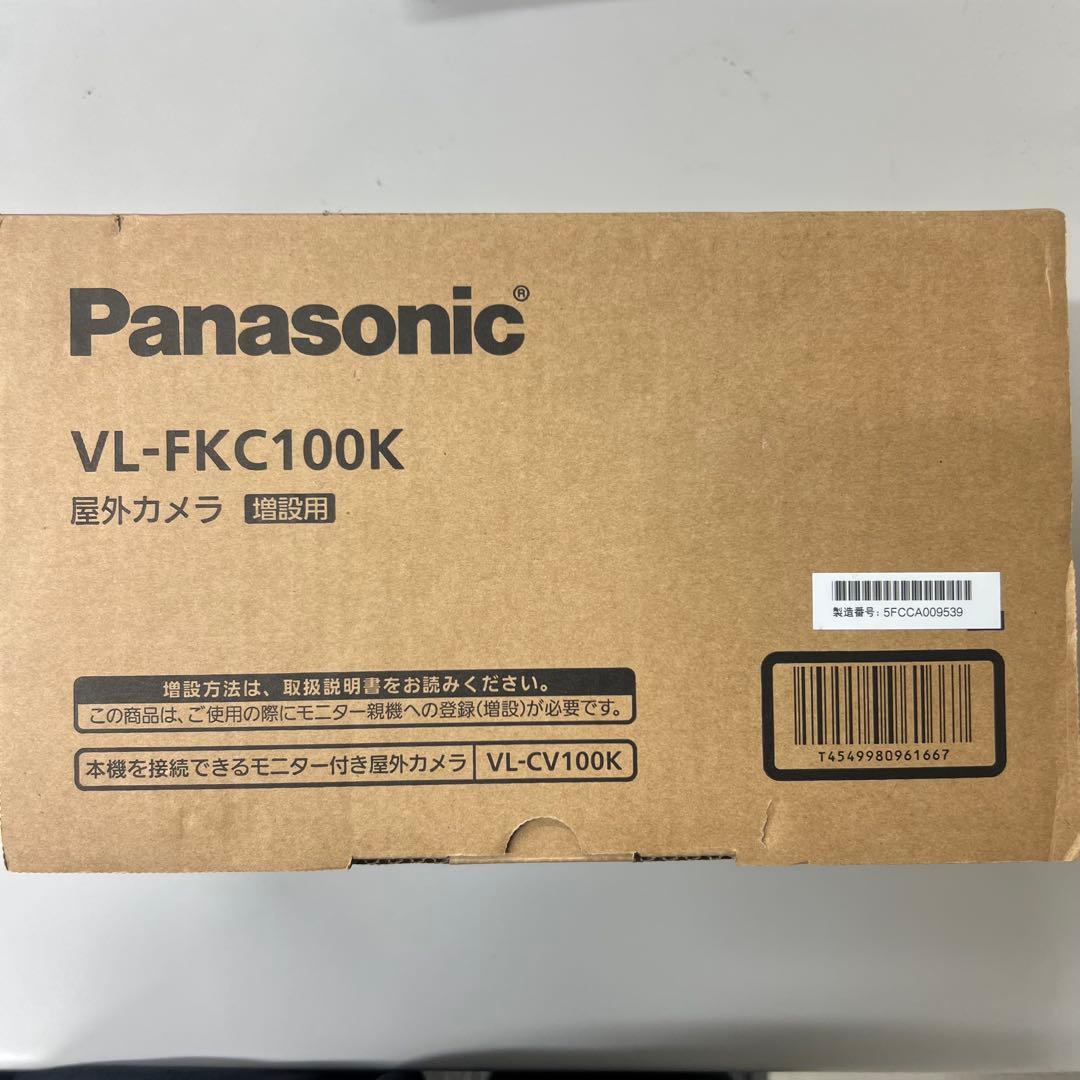 Panasonic®
VL-FKC100K
屋外カメラ 増設用
製造番号: 5FCCA009539
増設方法は、取扱説明書をお読みください。
この商品は、ご使用の際にモニター親機への登録(増設)が必要です。
本機を接続できるモニター付き屋外カメラ VL-CV100K
T4549980961667